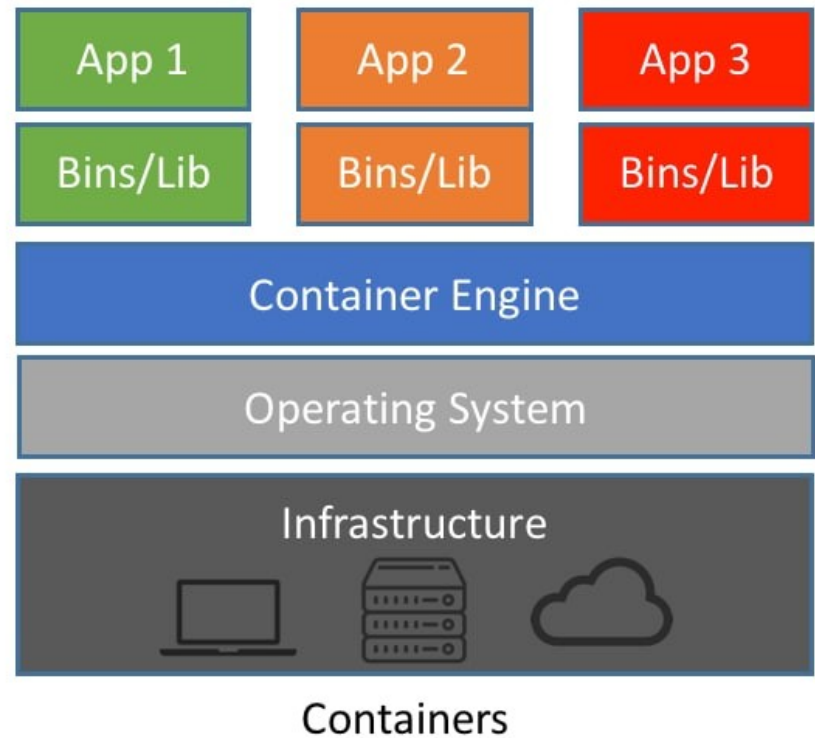 App 1
App 2
App 3
Bins/Lib
Bins/Lib
Bins/Lib
Container Engine
Operating System
Infrastructure
Containers